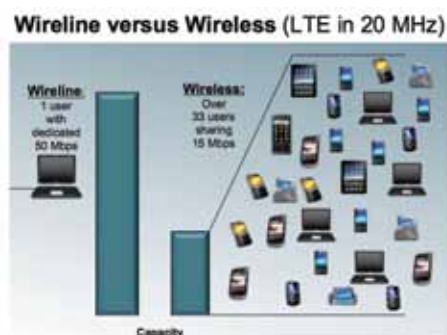 Wireline versus Wireless (LTE in 20 MHz)
Wireline:
1 user
with
dedicated
50 Mbps
Wireless:
Over
33 users
sharing
15 Mbps
Capacity